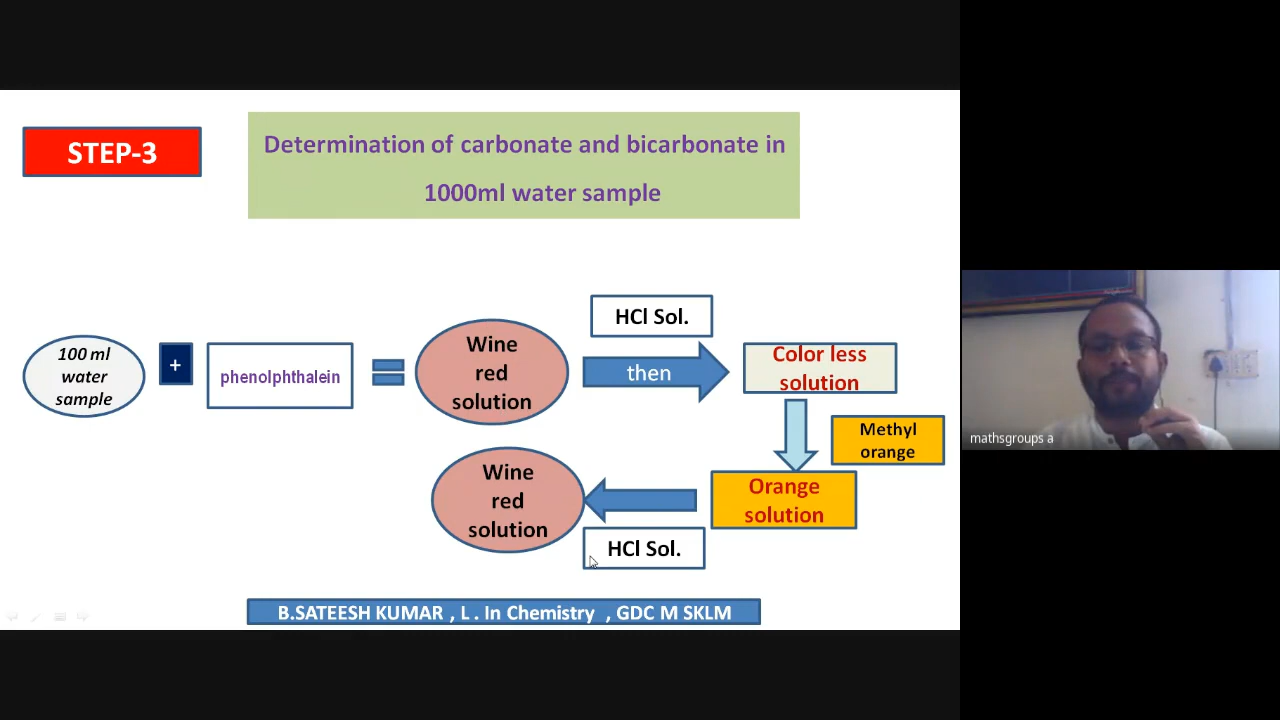 STEP-3
Determination of carbonate and bicarbonate in
1000ml water sample
100 ml
water
sample
+
phenolphthalein
Wine
red
solution
HCl Sol.
then
Color less
solution
Methyl
orange
Orange
solution
HCl Sol.
Wine
red
solution
B.SATEESH KUMAR , L . In Chemistry , GDC M SKLM
mathsgroups a